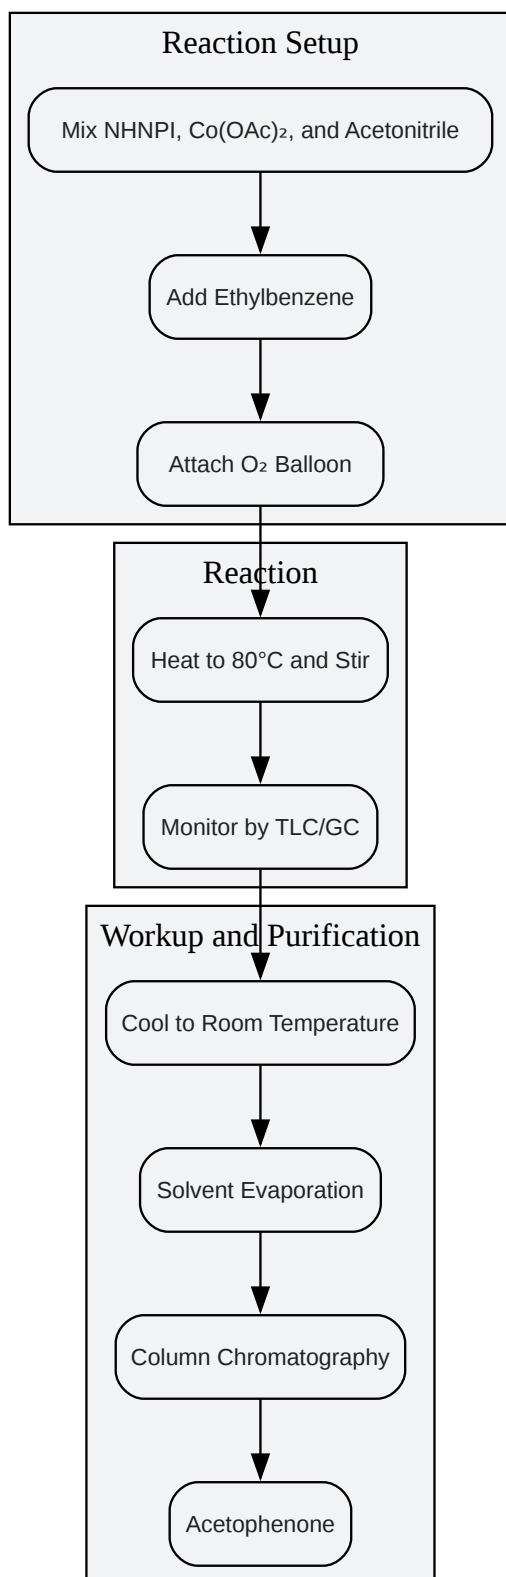 Reaction Setup
Mix NHNPI, Co(OAc)₂, and Acetonitrile
Add Ethylbenzene
Attach O₂ Balloon
Reaction
Heat to 80°C and Stir
Monitor by TLC/GC
Workup and Purification
Cool to Room Temperature
Solvent Evaporation
Column Chromatography
Acetophenone